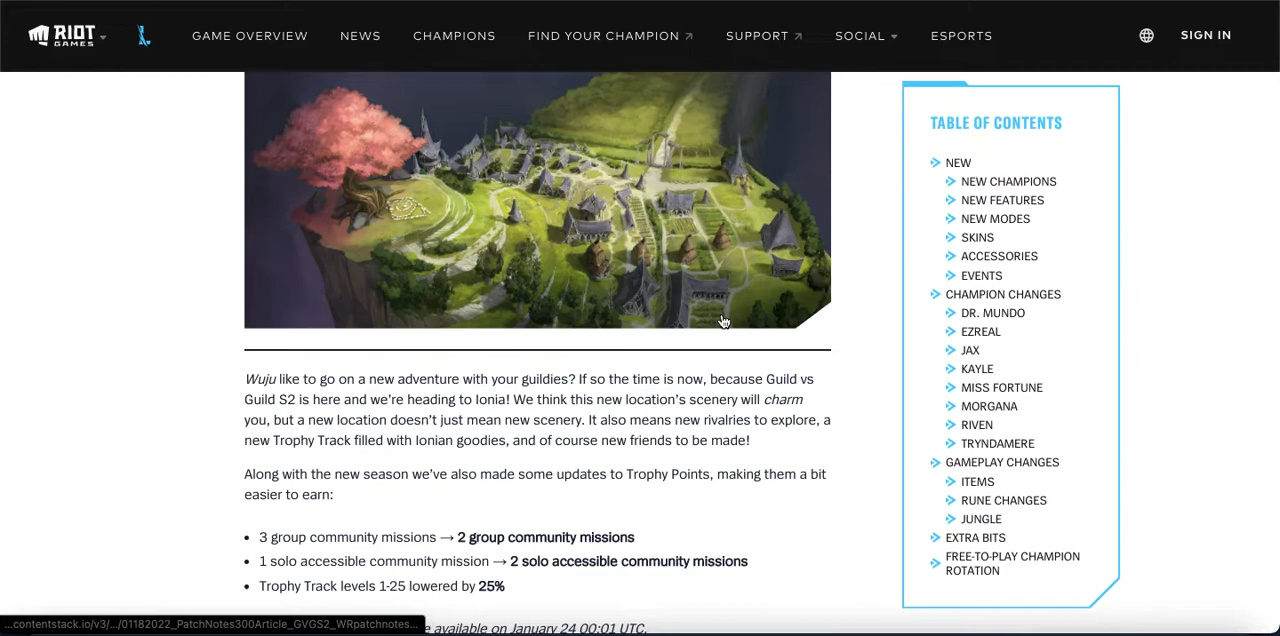 RIOT GAMES
GAME OVERVIEW
NEWS
CHAMPIONS
FIND YOUR CHAMPION
SUPPORT
SOCIAL
ESPORTS
SIGN IN
Wuju like to go on a new adventure with your guildies? If so the time is now, because Guild vs
Guild S2 is here and we're heading to Ionia! We think this new location's scenery will charm
you, but a new location doesn't just mean new scenery. It also means new rivalries to explore, a
new Trophy Track filled with Ionian goodies, and of course new friends to be made!
Along with the new season we've also made some updates to Trophy Points, making them a bit
easier to earn:
• 3 group community missions → 2 group community missions
• 1 solo accessible community mission → 2 solo accessible community missions
• Trophy Track levels 1-25 lowered by 25%
e available on January 24 00:01 UTC.
...contentstack.io/v3/.../01182022_PatchNotes300Article_GVGS2_WRpatchnotes...
TABLE OF CONTENTS
NEW
NEW CHAMPIONS
NEW FEATURES
NEW MODES
SKINS
ACCESSORIES
EVENTS
CHAMPION CHANGES
DR. MUNDO
EZREAL
JAX
KAYLE
MISS FORTUNE
MORGANA
RIVEN
TRYNDAMERE
GAMEPLAY CHANGES
ITEMS
RUNE CHANGES
JUNGLE
EXTRA BITS
FREE-TO-PLAY CHAMPION
ROTATION